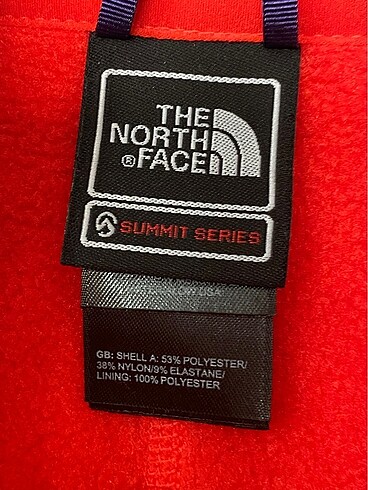 THE
NORTH
®FACE
SUMMIT SERIES
GB: SHELL A: 53% POLYESTER/
38% NYLON/9% ELASTANE/
LINING: 100% POLYESTER